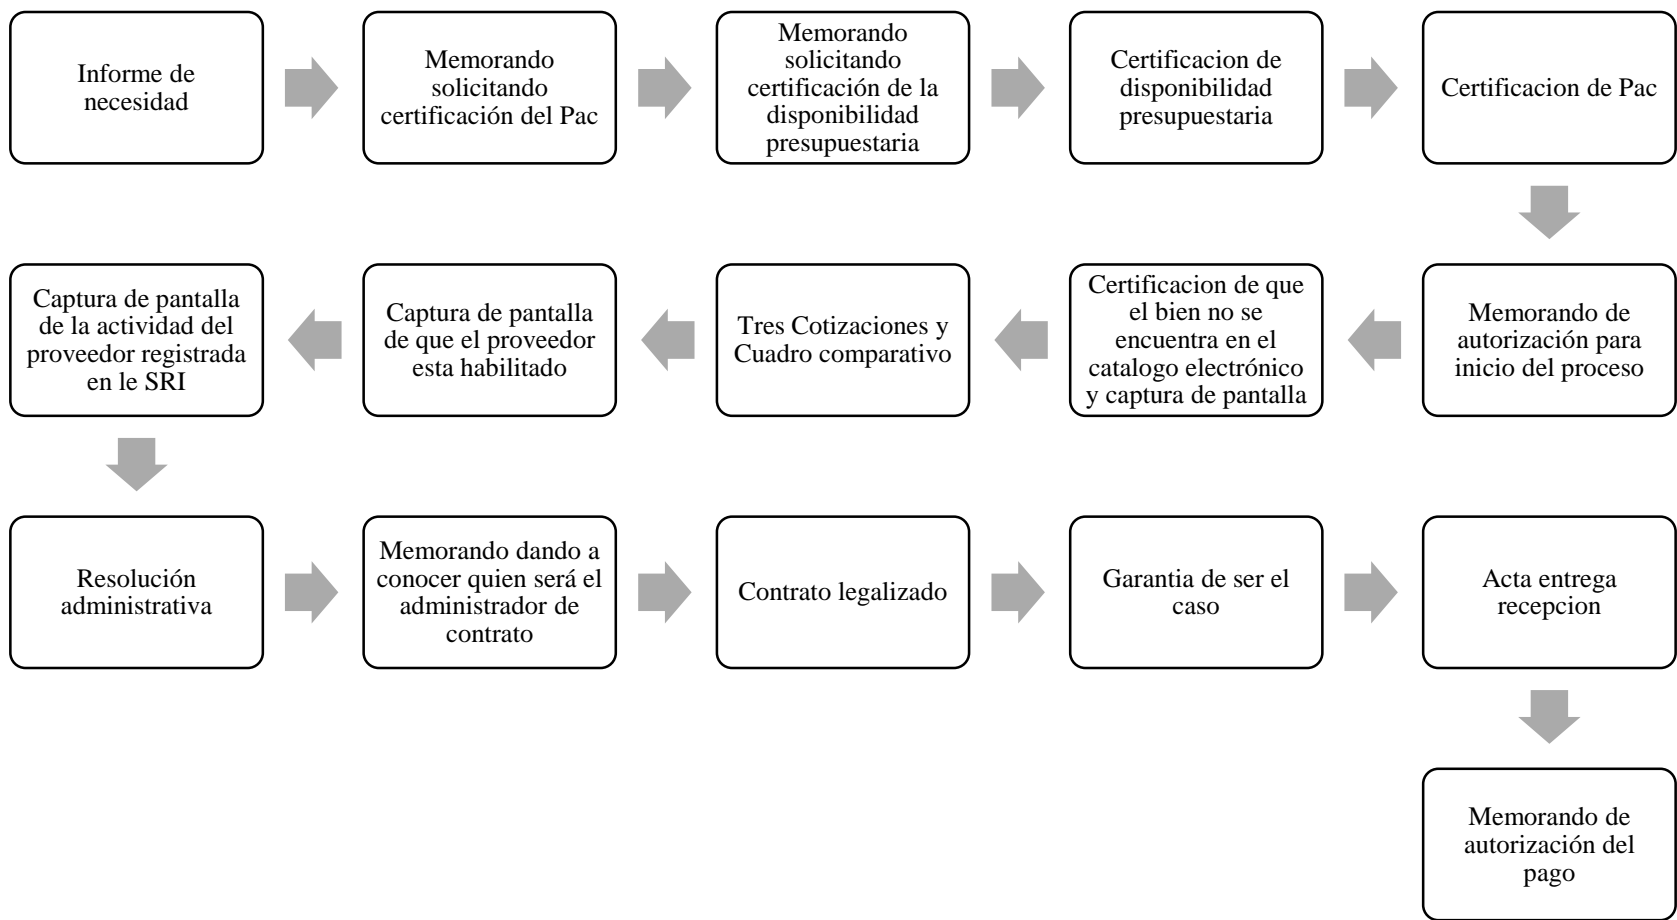 Informe de
necesidad
Memorando
solicitando
certificación del Pac
Memorando
solicitando
certificación de la
disponibilidad
presupuestaria
Certificacion de
disponibilidad
presupuestaria
Certificacion de Pac
Memorando de
autorización para
inicio del proceso
Certificacion de que
el bien no se
encuentra en el
catalogo electrónico
y captura de pantalla
Tres Cotizaciones y
Cuadro comparativo
Captura de pantalla
de que el proveedor
esta habilitado
Captura de pantalla
de la actividad del
proveedor registrada
en le SRI
Resolución
administrativa
Memorando dando a
conocer quien será el
administrador de
contrato
Contrato legalizado
Garantia de ser el
caso
Acta entrega
recepcion
Memorando de
autorización del
pago